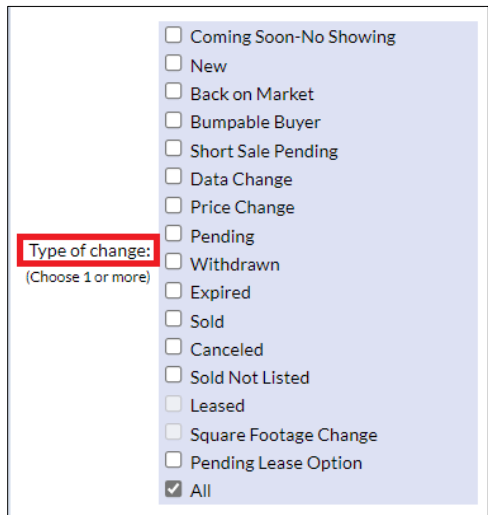 Coming Soon-No Showing
New
Back on Market
Bumpable Buyer
Short Sale Pending
Data Change
Price Change
Pending
Type of change:
Withdrawn
(Choose 1 or more)
Expired
Sold
Canceled
Sold Not Listed
Leased
Square Footage Change
Pending Lease Option
All